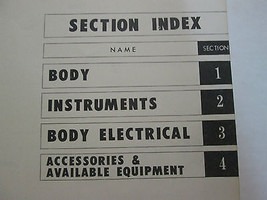 SECTION INDEX
NAME SECTION
BODY 1
INSTRUMENTS 2
BODY ELECTRICAL 3
ACCESSORIES &
AVAILABLE EQUIPMENT 4